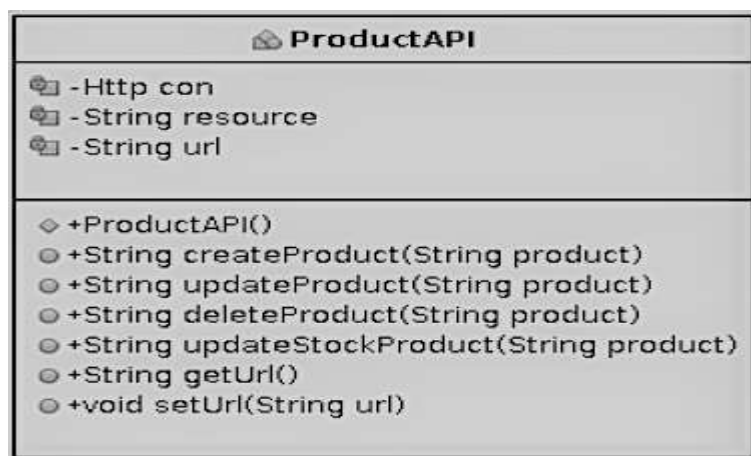 ProductAPI
-Http con
-String resource
-String url
+ProductAPI()
+String createProduct(String product)
+String updateProduct(String product)
+String deleteProduct(String product)
+String updateStockProduct(String product)
+String getUrl()
+void setUrl(String url)